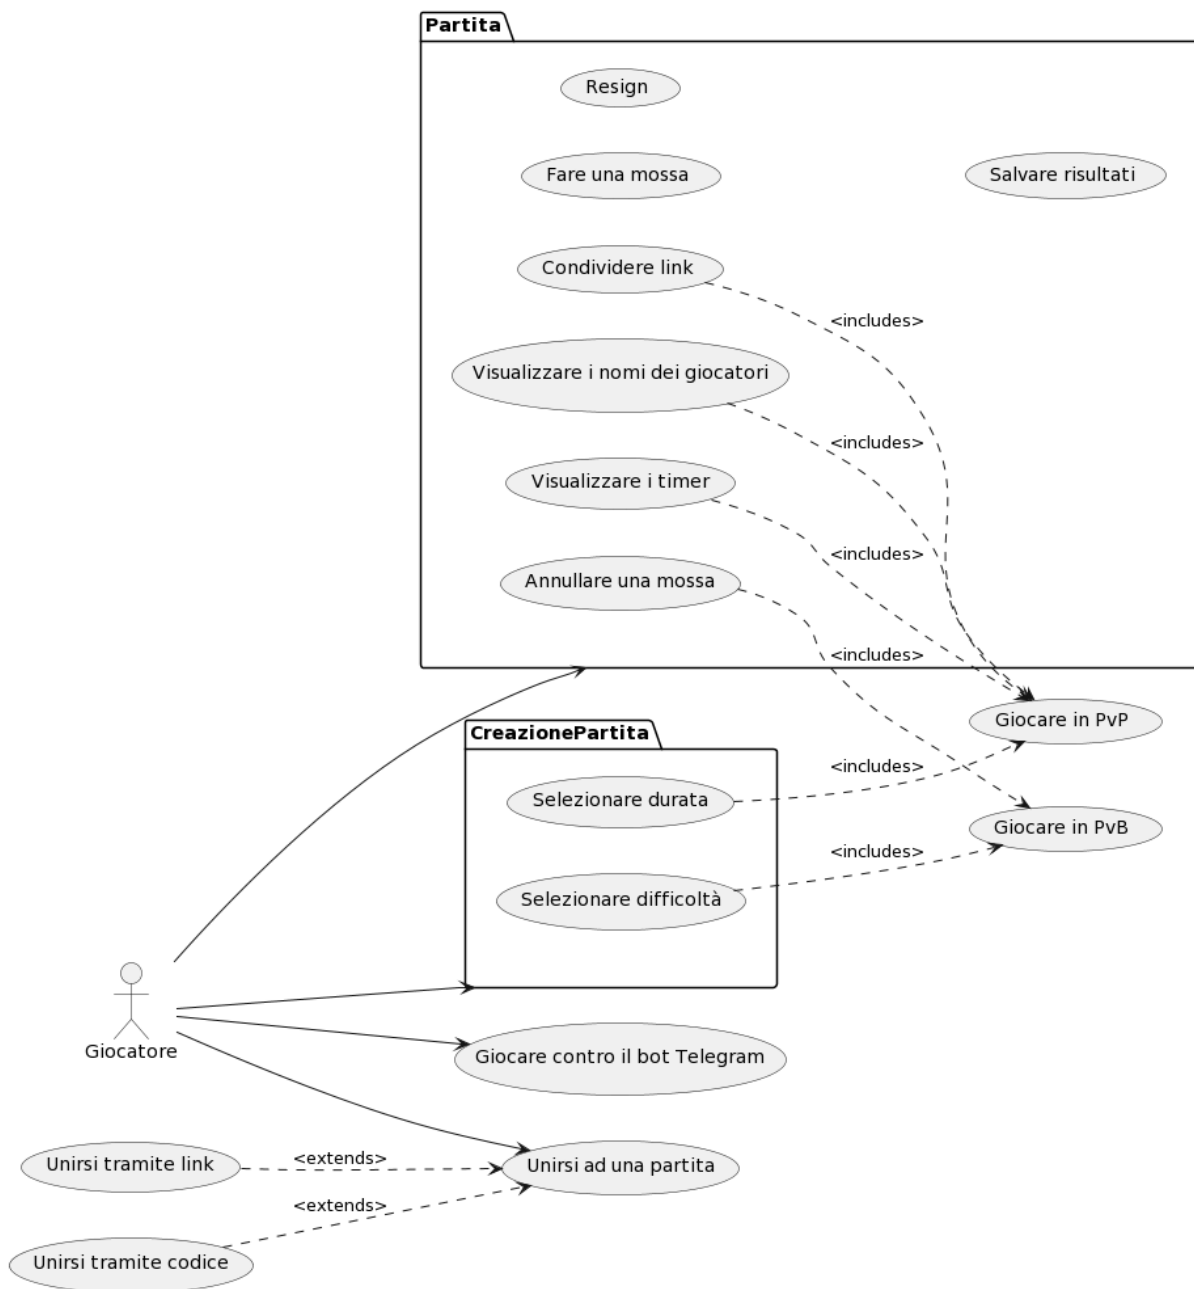 Partita
Resign
Fare una mossa
Salvare risultati
Condividere link
<includes>
Visualizzare i nomi dei giocatori
<includes>
Visualizzare i timer
<includes>
Annullare una mossa
<includes>
Giocare in PvP
CreazionePartita
<includes>
Selezionare durata
Giocare in PvB
<includes>
Selezionare difficoltà
Giocatore
Giocare contro il bot Telegram
Unirsi tramite link
<extends>
Unirsi ad una partita
<extends>
Unirsi tramite codice